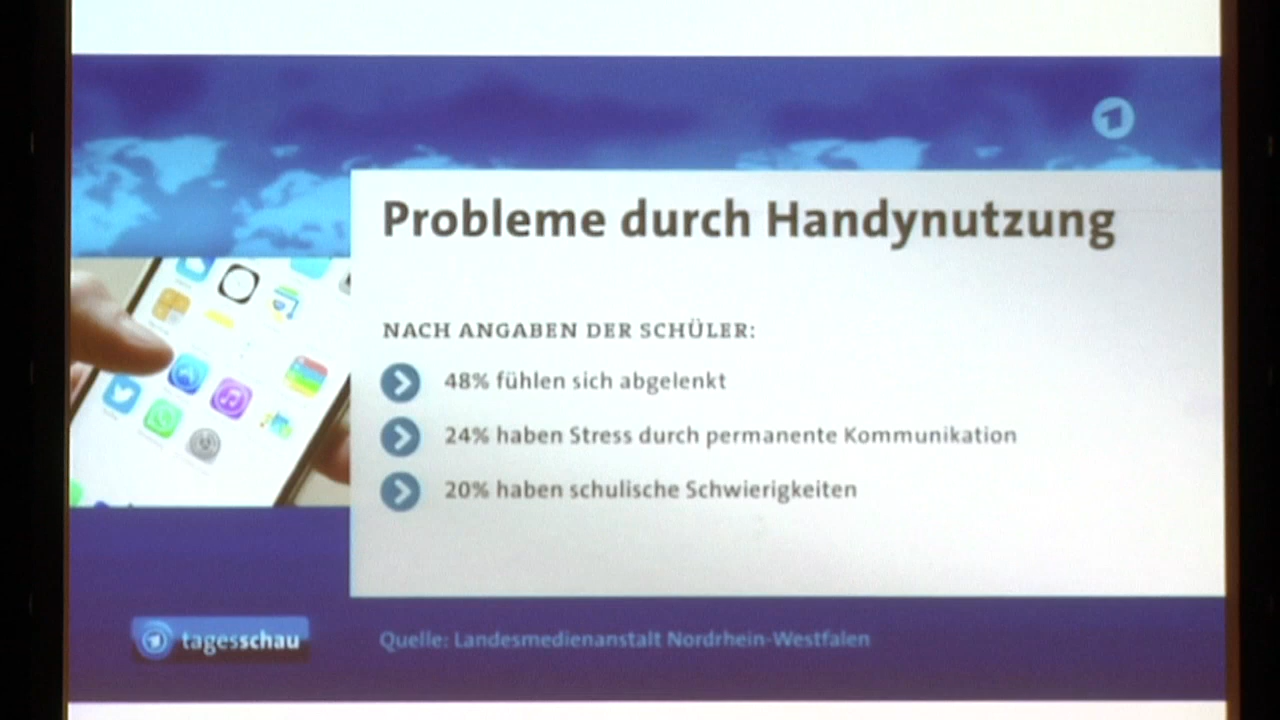 Probleme durch Handynutzung
NACH ANGABEN DER SCHÜLER:
48% fühlen sich abgelenkt
24% haben Stress durch permanente Kommunikation
20% haben schulische Schwierigkeiten
tagesschau
Quelle: Landesmedienanstalt Nordrhein-Westfalen